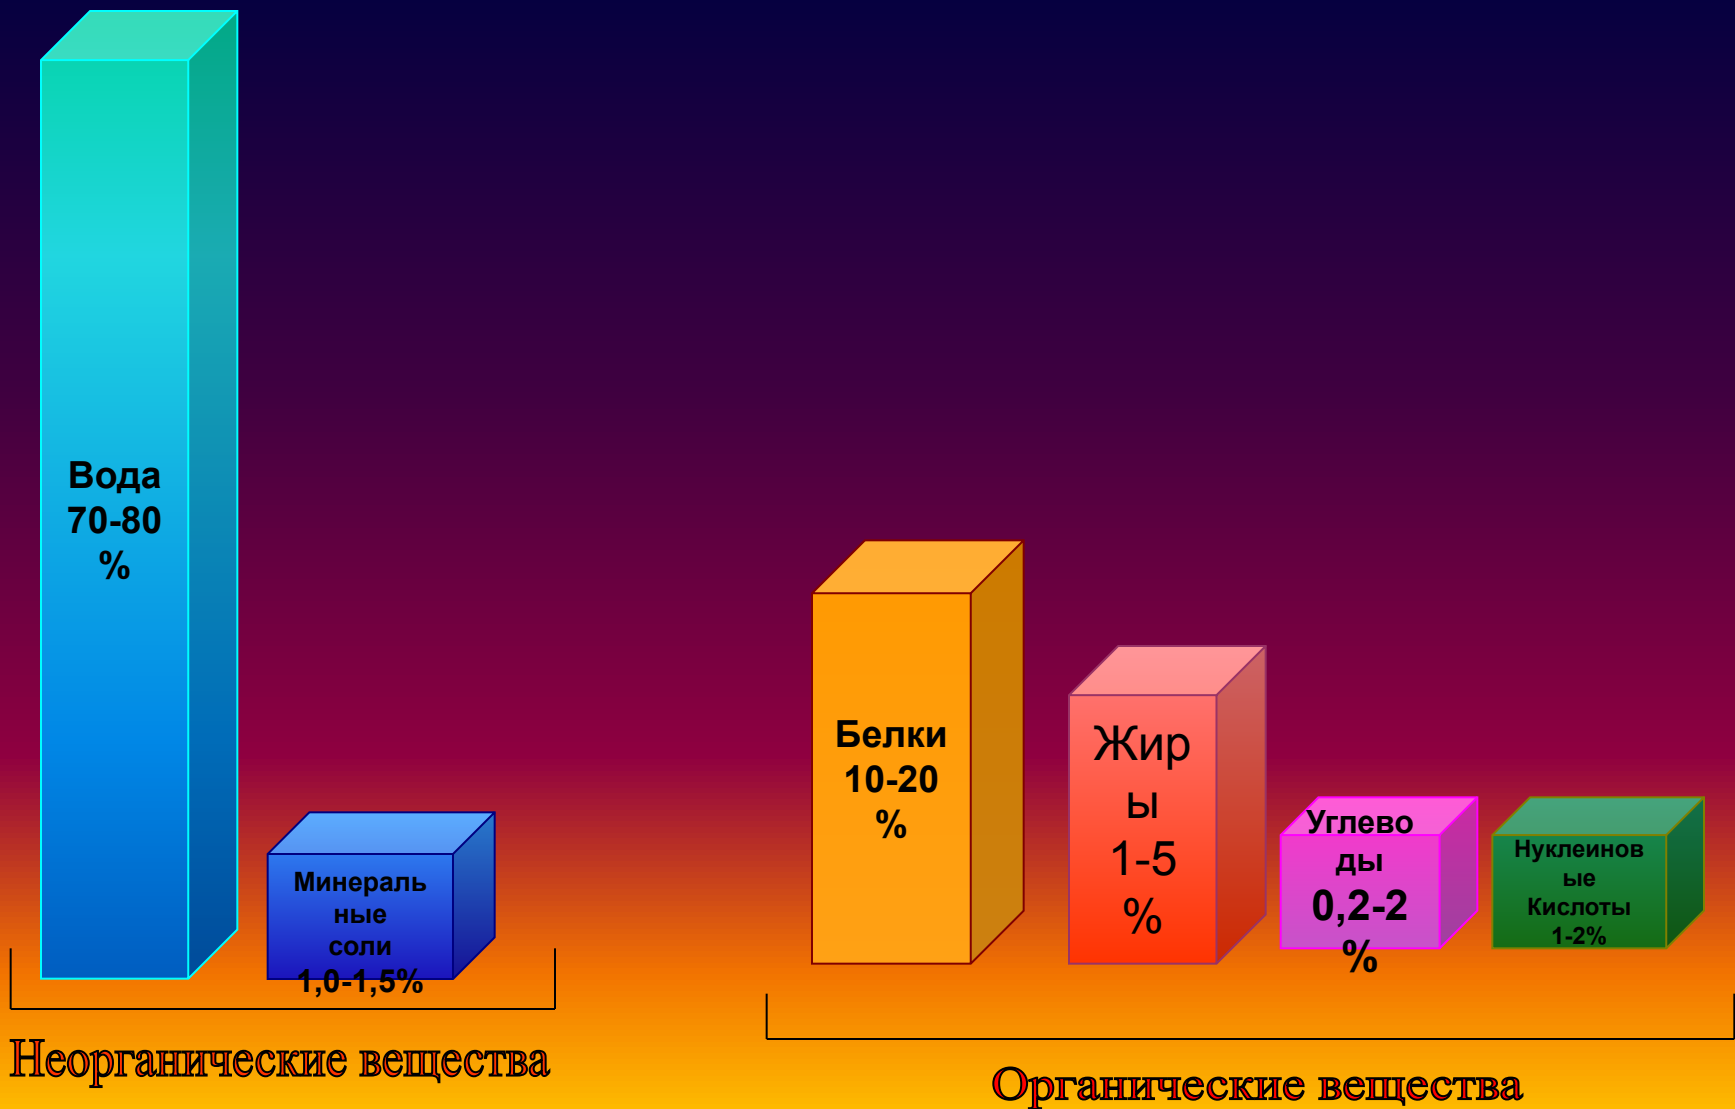 Вода
70-80
%
Минераль
ные
соли
1,0-1,5%
Неорганические вещества
Белки
10-20
%
Жир
ы
1-5
%
Углево
ды
0,2-2
%
Нуклеинов
ые
Кислоты
1-2%
Органические вещества